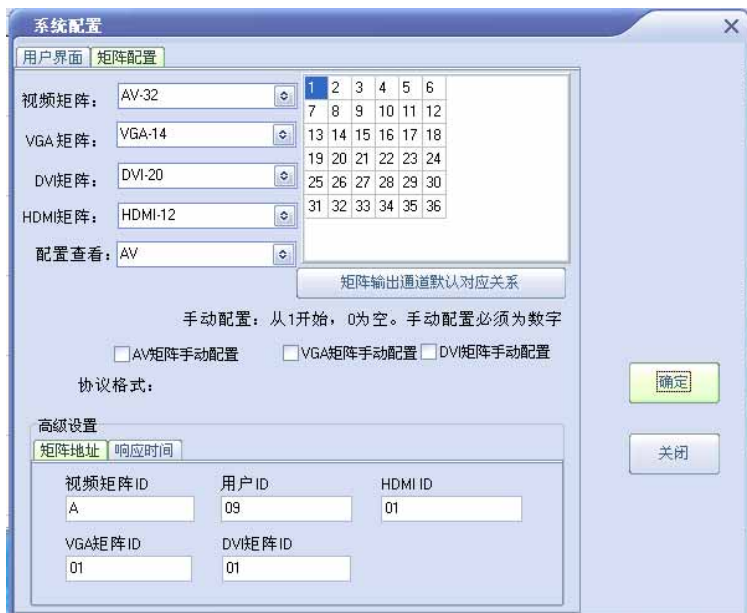 系统配置
用户界面 矩阵配置
视频矩阵： AV-32
VGA矩阵： VGA-14
DVI矩阵： DVI-20
HDMI矩阵： HDMI-12
配置查看： AV
1 2 3 4 5 6
7 8 9 10 11 12
13 14 15 16 17 18
19 20 21 22 23 24
25 26 27 28 29 30
31 32 33 34 35 36
矩阵输出通道默认对应关系
手动配置：从1开始，0为空。手动配置必须为数字
AV矩阵手动配置 VGA矩阵手动配置 DVI矩阵手动配置
协议格式：
确定
关闭
高级设置
矩阵地址 响应时间
视频矩阵ID 用户ID HDMI ID
A 09 01
VGA矩阵ID DVI矩阵ID
01 01